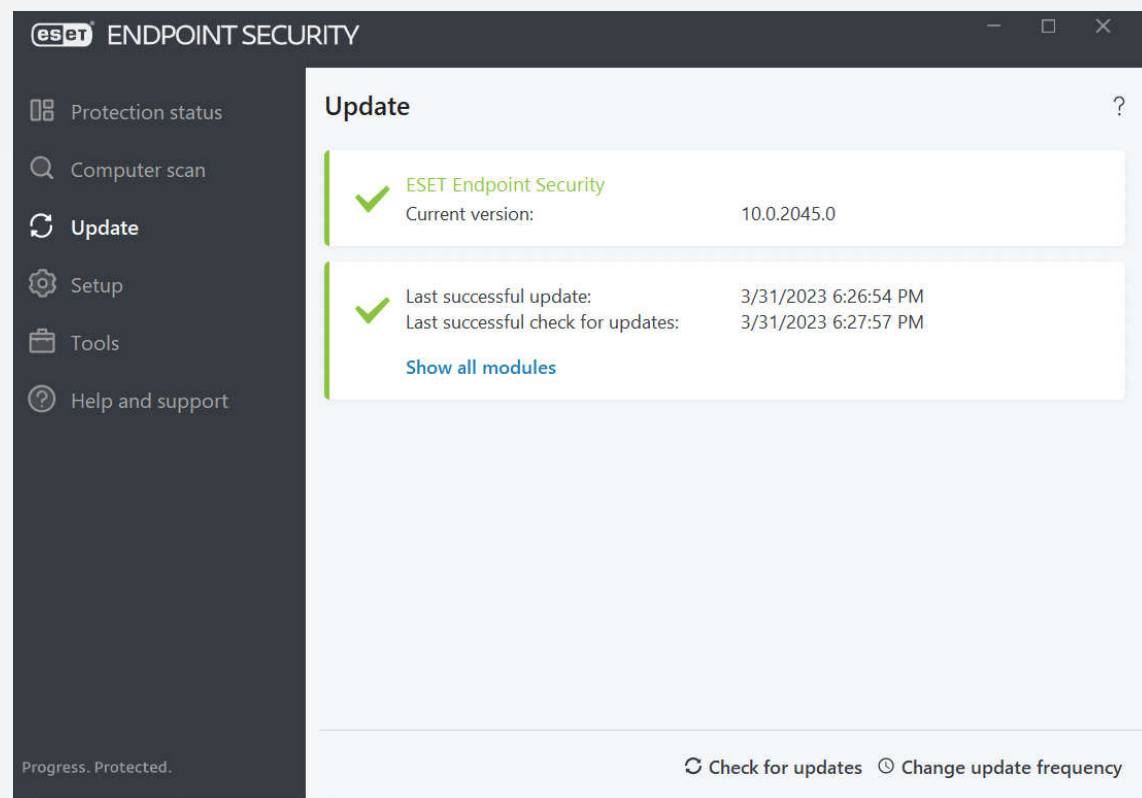 eset ENDPOINT SECURITY
Protection status
Computer scan
Update
Setup
Tools
Help and support
Progress. Protected.
Update
?
ESET Endpoint Security
Current version: 10.0.2045.0
Last successful update: 3/31/2023 6:26:54 PM
Last successful check for updates: 3/31/2023 6:27:57 PM
Show all modules
Check for updates Change update frequency